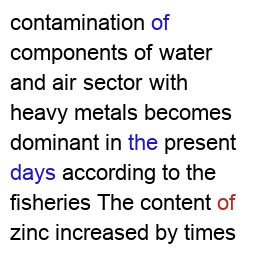 contamination of
components of water
and air sector with
heavy metals becomes
dominant in the present
days according to the
fisheries The content of
zinc increased by times